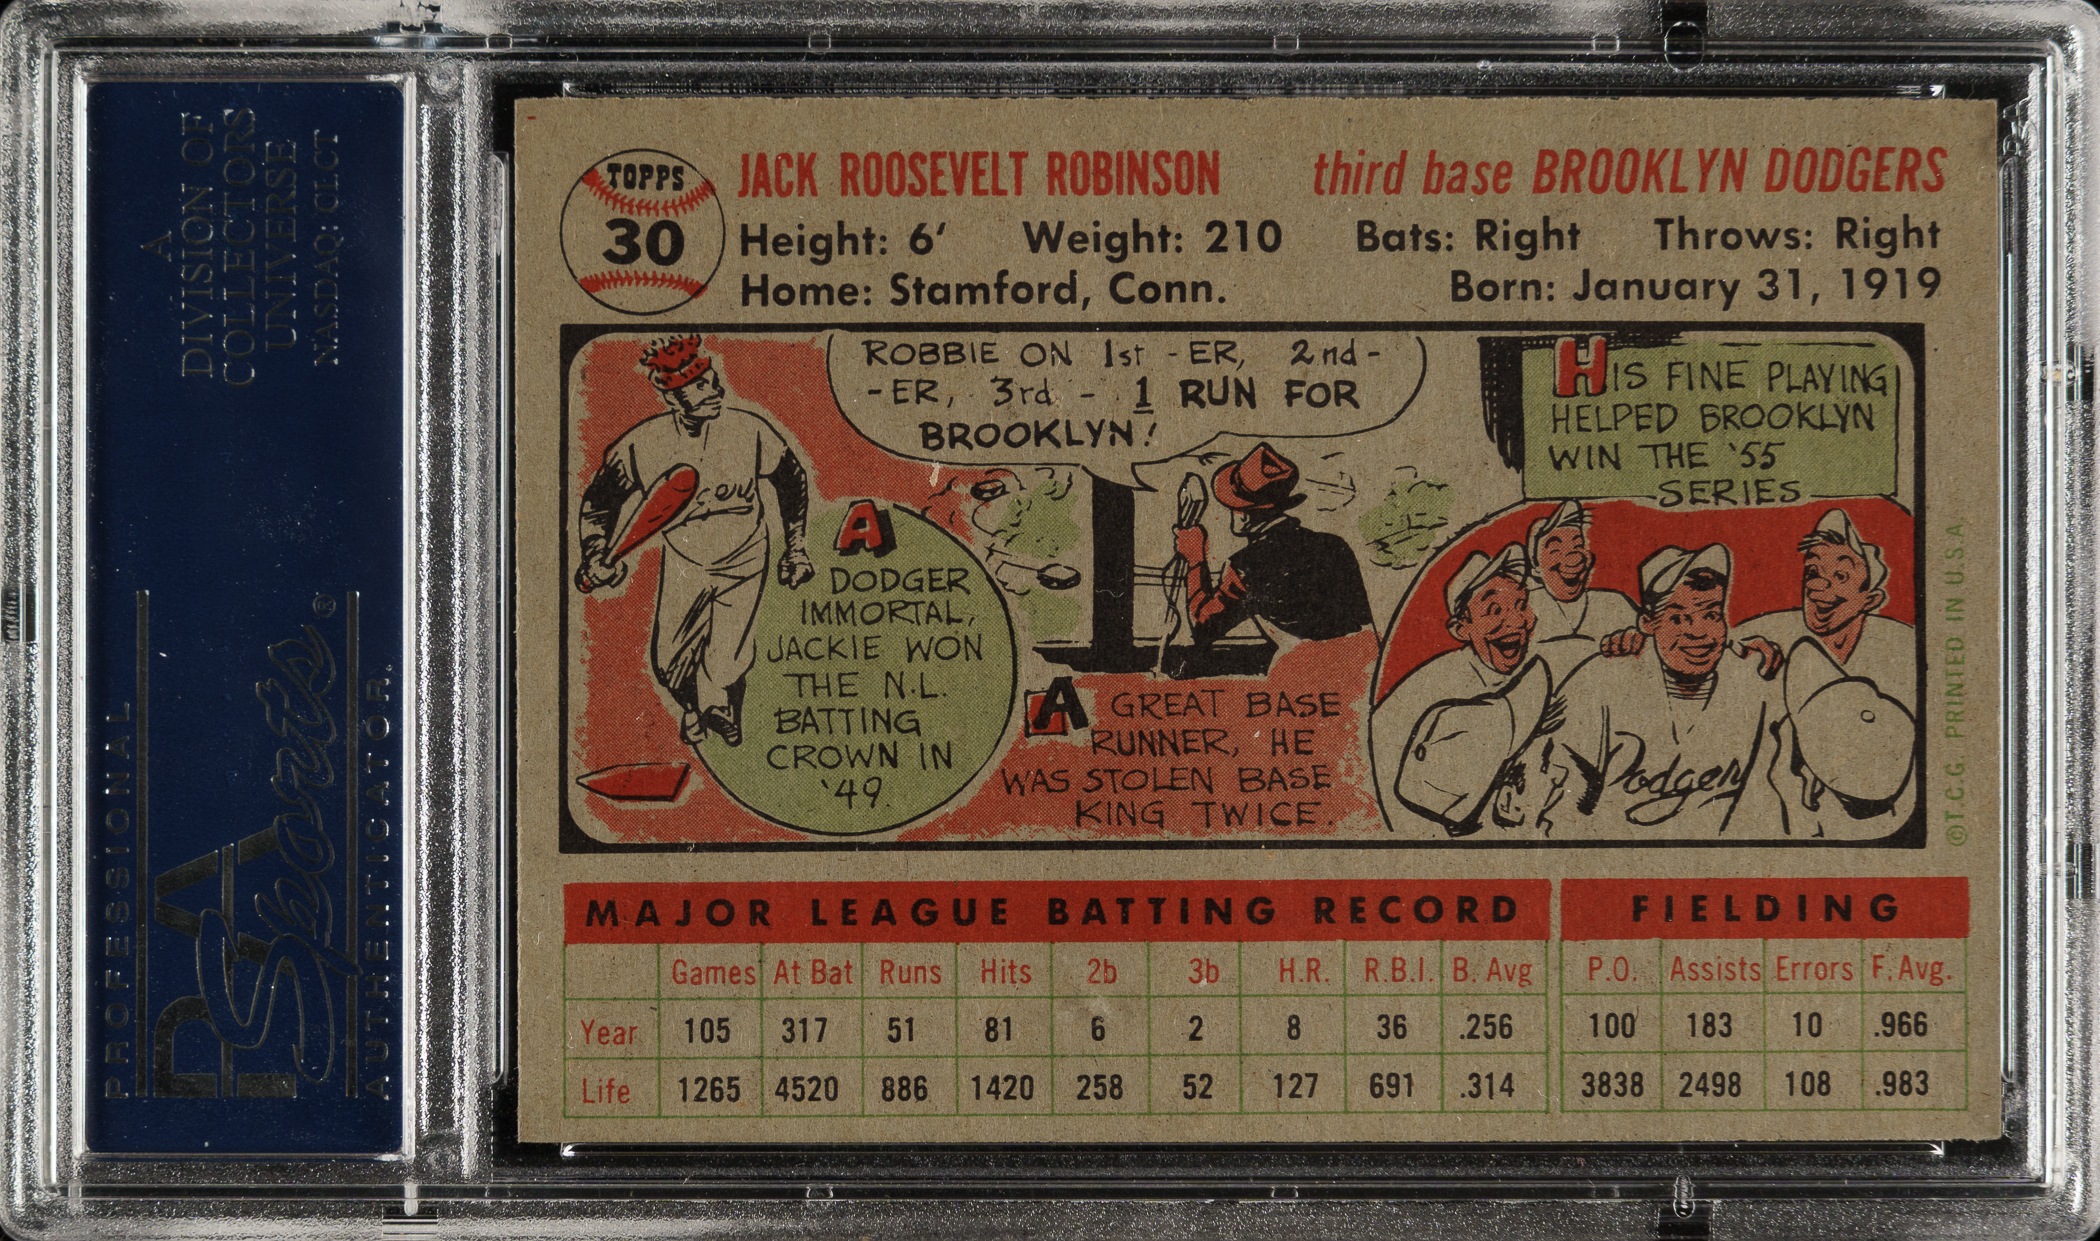 A
DIVISION OF
COLLECTORS
UNIVERSE
NASDAQ: CLCT
PROFESSIONAL
PSA
Sports®
AUTHENTICATOR
TOPPS
30
JACK ROOSEVELT ROBINSON third base BROOKLYN DODGERS
Height: 6' Weight: 210 Bats: Right Throws: Right
Home: Stamford, Conn. Born: January 31, 1919
ROBBIE ON 1st - ER, 2nd -
- ER, 3rd - 1 RUN FOR
BROOKLYN!
A
DODGER
IMMORTAL,
JACKIE WON
THE N.L.
BATTING
CROWN IN
'49.
A GREAT BASE
RUNNER, HE
WAS STOLEN BASE
KING TWICE.
HIS FINE PLAYING
HELPED BROOKLYN
WIN THE '55
SERIES
Dodgers
©T.C.G. PRINTED IN U.S.A.
MAJOR LEAGUE BATTING RECORD FIELDING
Games At Bat Runs Hits 2b 3b H.R. R.B.I. B. Avg P.O. Assists Errors F. Avg.
Year 105 317 51 81 6 2 8 36 .256 100 183 10 .966
Life 1265 4520 886 1420 258 52 127 691 .314 3838 2498 108 .983